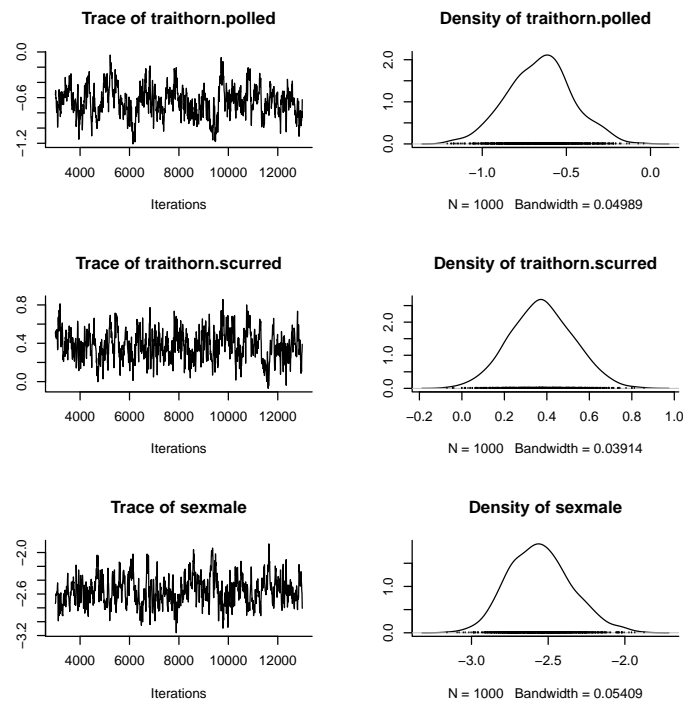 Trace of traithorn.polled
0.0
−0.6
−1.2
4000 6000 8000 10000 12000
Iterations
Density of traithorn.polled
2.0
1.0
0.0
−1.0 −0.5 0.0
N = 1000 Bandwidth = 0.04989
Trace of traithorn.scurred
0.8
0.4
0.0
4000 6000 8000 10000 12000
Iterations
Density of traithorn.scurred
2.0
1.0
0.0
−0.2 0.0 0.2 0.4 0.6 0.8 1.0
N = 1000 Bandwidth = 0.03914
Trace of sexmale
−2.0
−2.6
−3.2
4000 6000 8000 10000 12000
Iterations
Density of sexmale
1.0
0.0
−3.0 −2.5 −2.0
N = 1000 Bandwidth = 0.05409